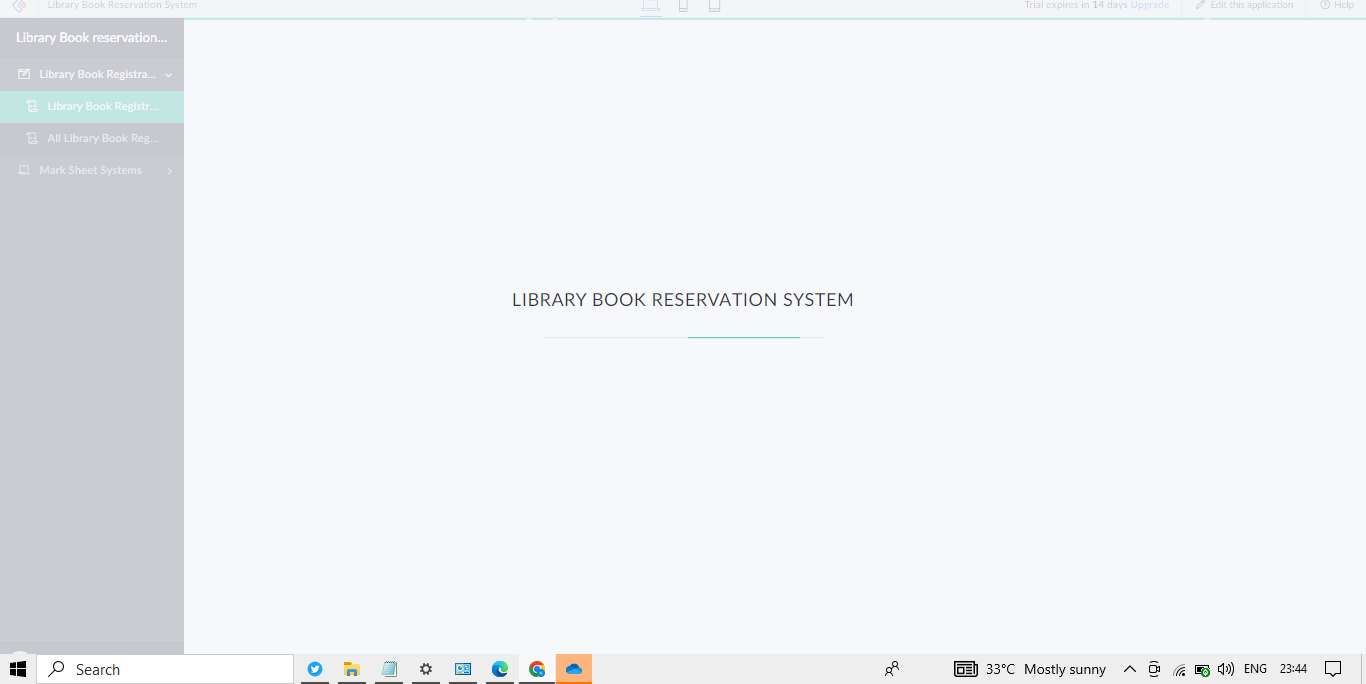 Library Book Reservation System
Trial expires in 14 days Upgrade
Edit this application
Help
Library Book reservation...
Library Book Registra...
Library Book Registr...
All Library Book Reg...
Mark Sheet Systems
LIBRARY BOOK RESERVATION SYSTEM
Search
33°C Mostly sunny
ENG
23:44